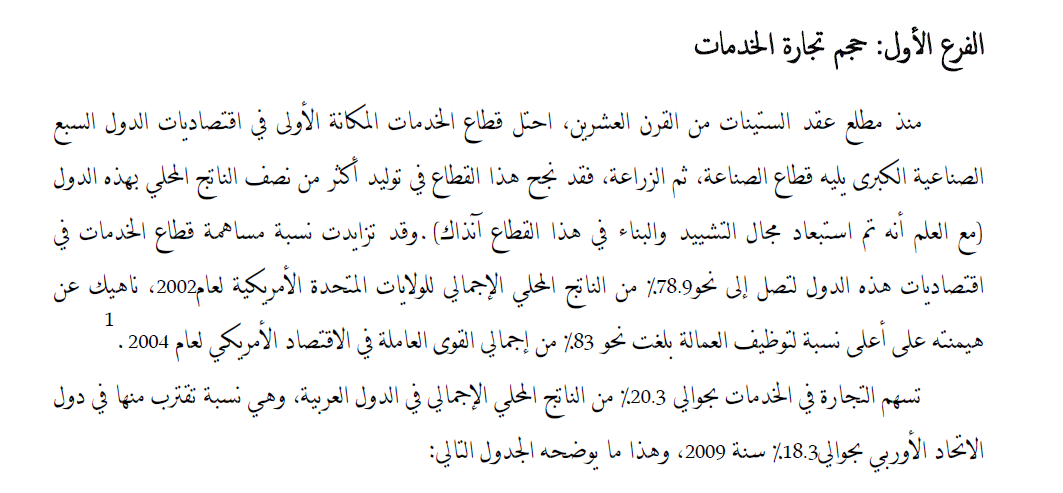 الفرع الأول: حجم تجارة الخدمات
منذ مطلع عقد الستينات من القرن العشرين، احتل قطاع الخدمات المكانة الأولى في اقتصاديات الدول السبع
الصناعية الكبرى يليه قطاع الصناعة، ثم الزراعة، فقد نجح هذا القطاع في توليد أكثر من نصف الناتج المحلي بهذه الدول
(مع العلم أنه تم استبعاد مجال التشييد والبناء في هذا القطاع آنذاك) .وقد تزايدت نسبة مساهمة قطاع الخدمات في
اقتصاديات هذه الدول لتصل إلى نحو78.9٪ من الناتج المحلي الإجمالي للولايات المتحدة الأمريكية لعام2002، ناهيك عن
هيمنته على أعلى نسبة لتوظيف العمالة بلغت نحو 83٪ من إجمالي القوى العاملة في الاقتصاد الأمريكي لعام 2004 .1
تسهم التجارة في الخدمات بجوالي 20.3٪ من الناتج المحلي الإجمالي في الدول العربية، وهي نسبة تقترب منها في دول
الاتحاد الأوربي بجوالي18.3٪ سنة 2009، وهذا ما يوضحه الجدول التالي: